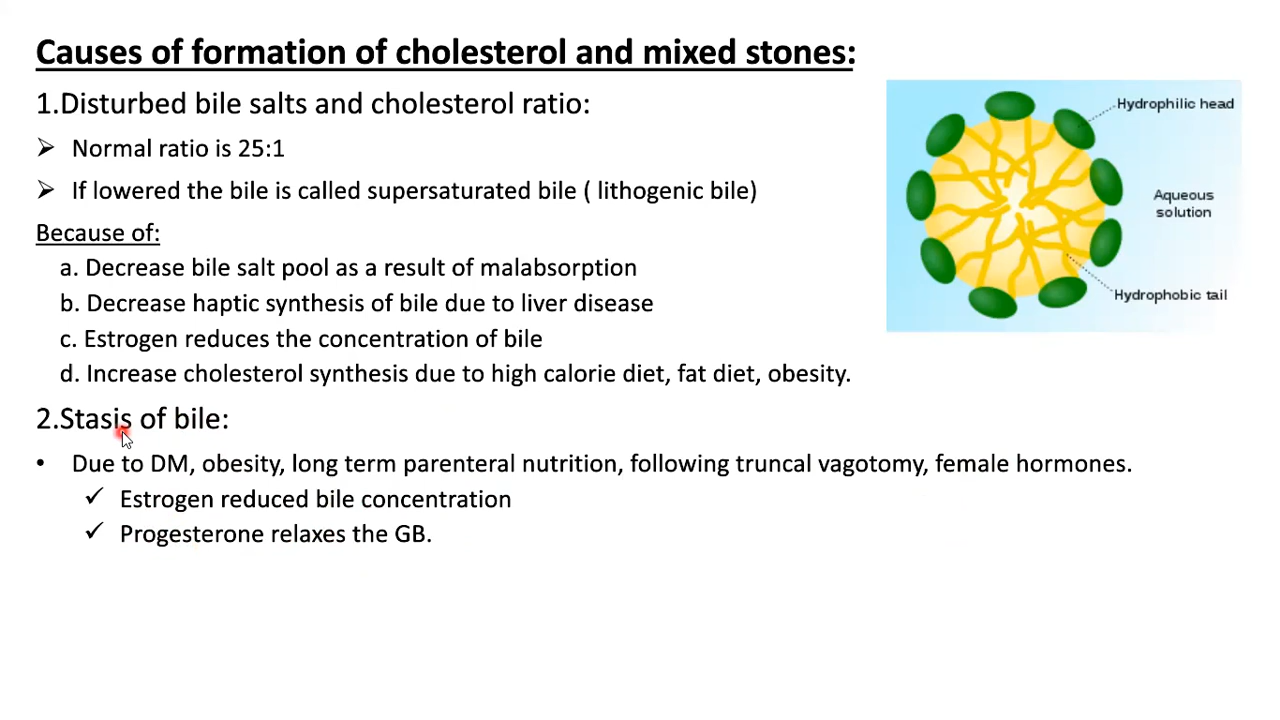 Causes of formation of cholesterol and mixed stones:
1.Disturbed bile salts and cholesterol ratio:
➢ Normal ratio is 25:1
➢ If lowered the bile is called supersaturated bile ( lithogenic bile)
Because of:
a. Decrease bile salt pool as a result of malabsorption
b. Decrease haptic synthesis of bile due to liver disease
c. Estrogen reduces the concentration of bile
d. Increase cholesterol synthesis due to high calorie diet, fat diet, obesity.
2.Stasis of bile:
• Due to DM, obesity, long term parenteral nutrition, following truncal vagotomy, female hormones.
✓ Estrogen reduced bile concentration
✓ Progesterone relaxes the GB.
Hydrophilic head
Aqueous
solution
Hydrophobic tail